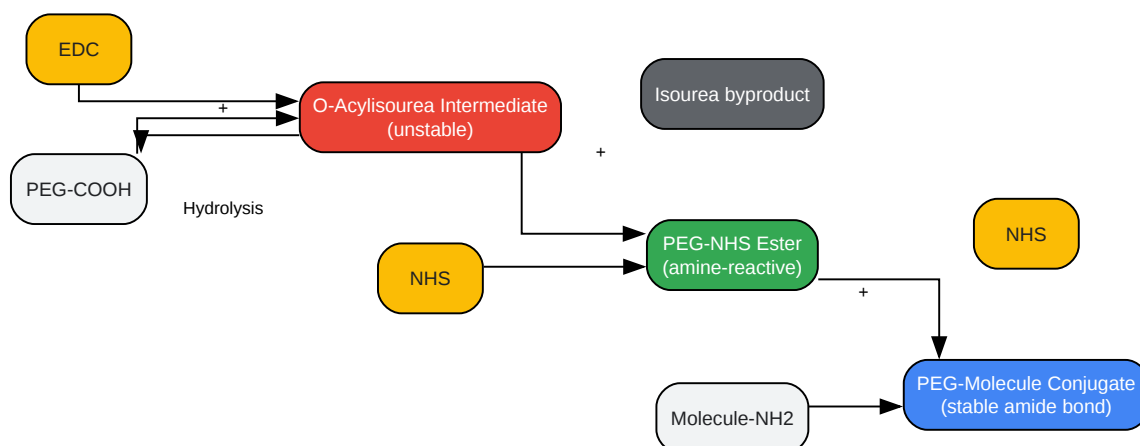 EDC
Isourea byproduct
+
O-Acylisourea Intermediate
(unstable)
+
PEG-COOH
Hydrolysis
NHS
PEG-NHS Ester
(amine-reactive)
NHS
+
Molecule-NH2
PEG-Molecule Conjugate
(stable amide bond)